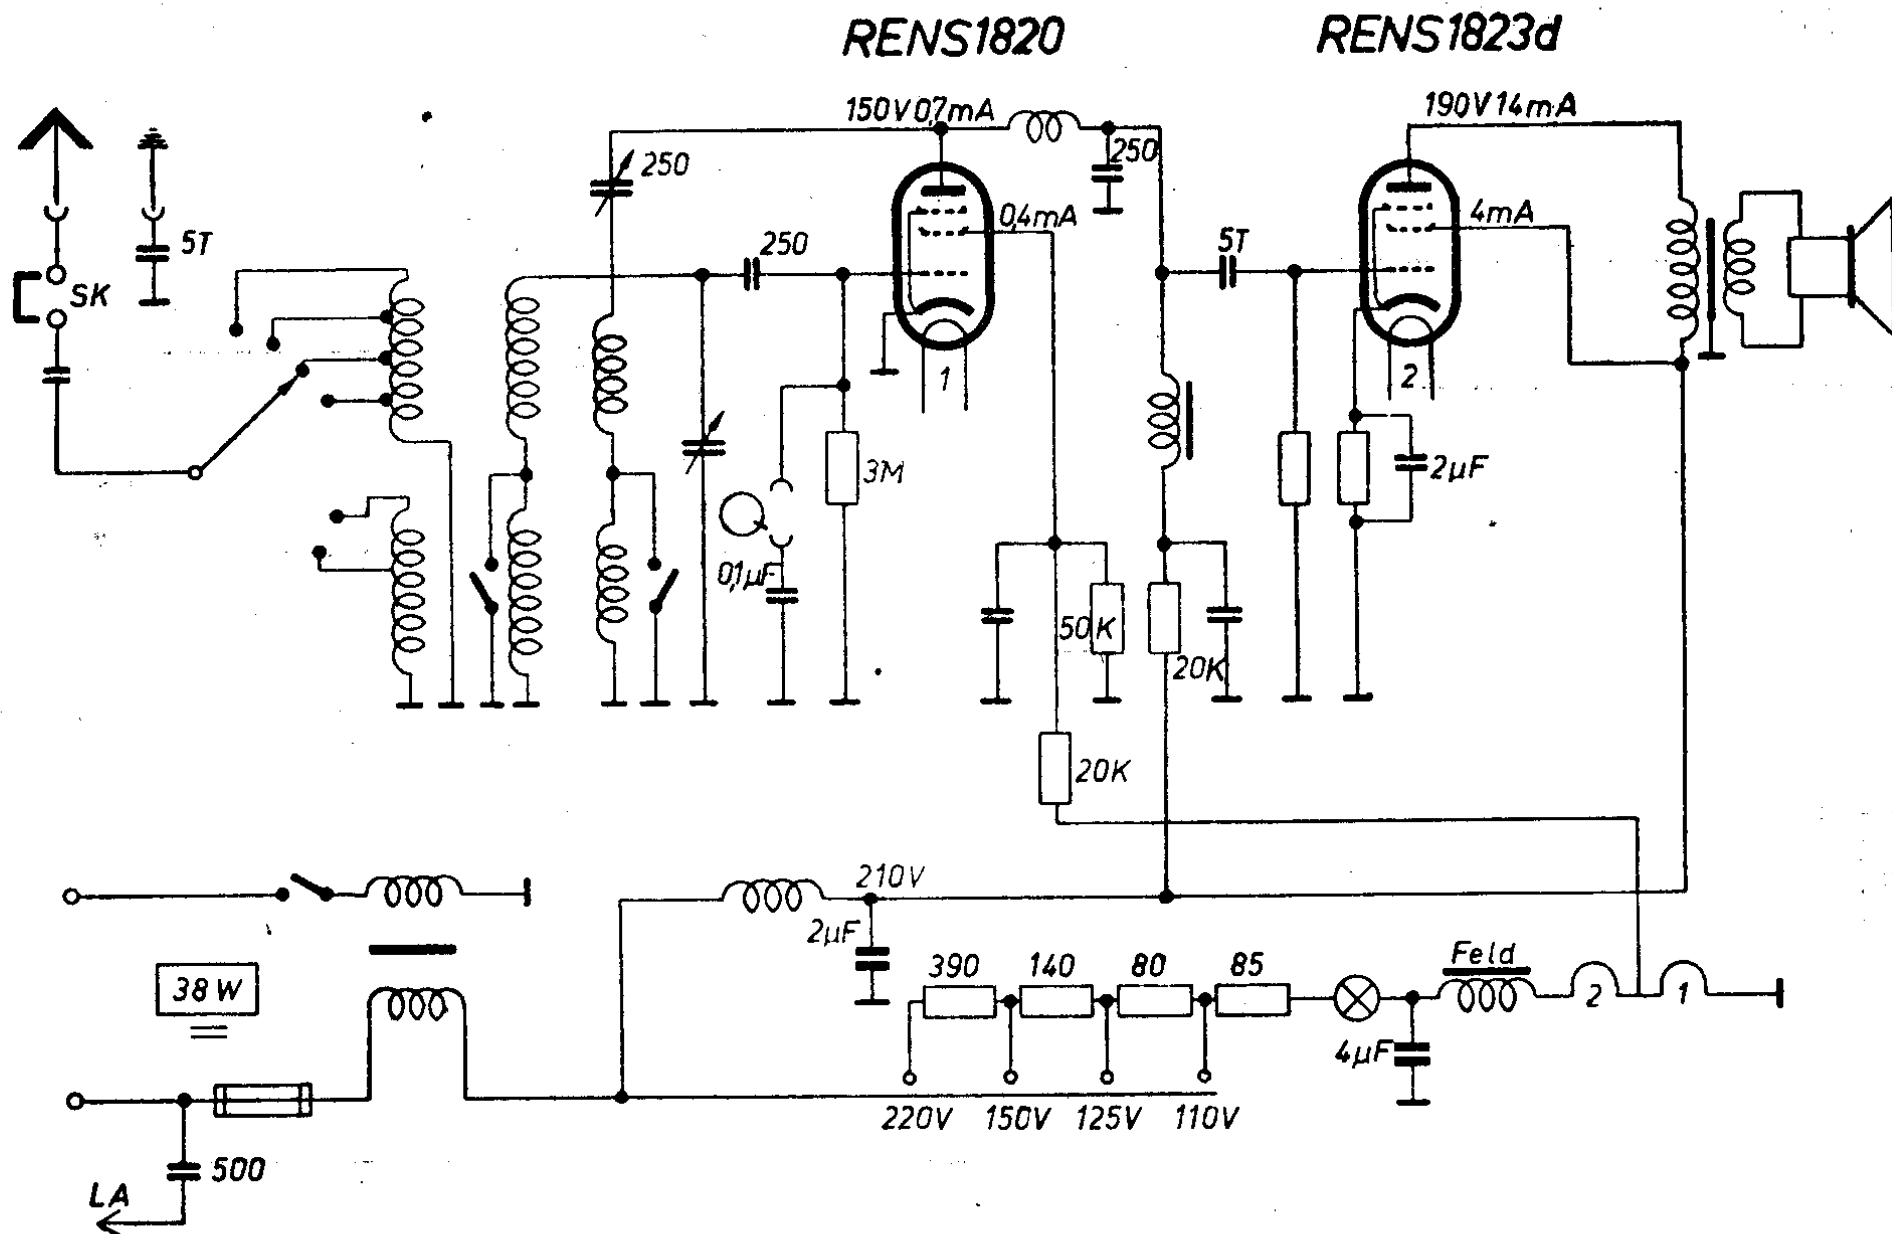 RENS1820
RENS1823d
150V 0,7mA
190V 14mA
250
250
5T
250
0,4mA
5T
4mA
SK
1
2
3M
2µF
0,1µF
50K
20K
20K
210V
2µF
390
140
80
85
Feld
38W
2
1
4µF
220V
150V
125V
110V
500
LA